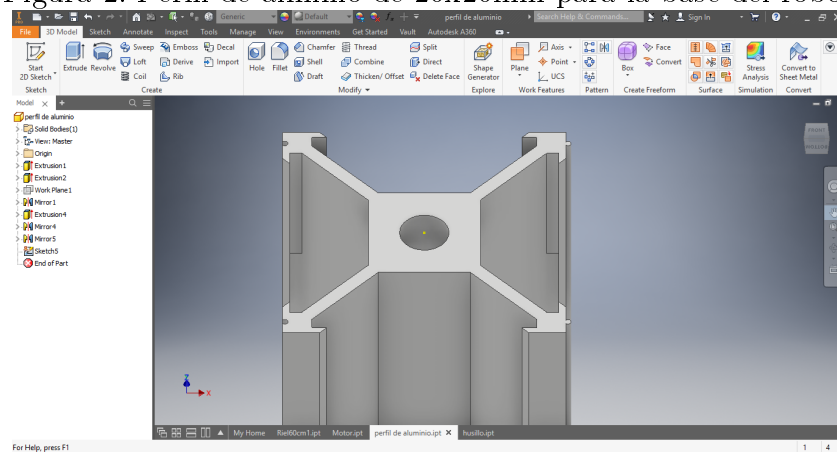 Figura 2: Perfil de aluminio de 20x20mm para la base del robot
Generic Default perfil de aluminio Search Help & Commands... Sign In
File 3D Model Sketch Annotate Inspect Tools Manage View Environments Get Started Vault Autodesk A360
Start 2D Sketch Extrude Revolve Sweep Emboss Decal Hole Fillet Chamfer Thread Split Shape Generator Plane Axis Box Face Stress Analysis Convert to Sheet Metal
Loft Derive Import Shell Combine Direct Point Convert
Coil Rib Draft Thicken/ Offset Delete Face UCS
Sketch Create Modify Explore Work Features Pattern Create Freeform Surface Simulation Convert
Model × +
perfil de aluminio
Solid Bodies(1)
View: Master
Origin
Extrusion1
Extrusion2
Work Plane1
Mirror1
Extrusion4
Mirror4
Mirror5
Sketch5
End of Part
FRONT
Z
X
My Home Riel60cm1.ipt Motor.ipt perfil de aluminio.ipt × husillo.ipt
For Help, press F1 1 4